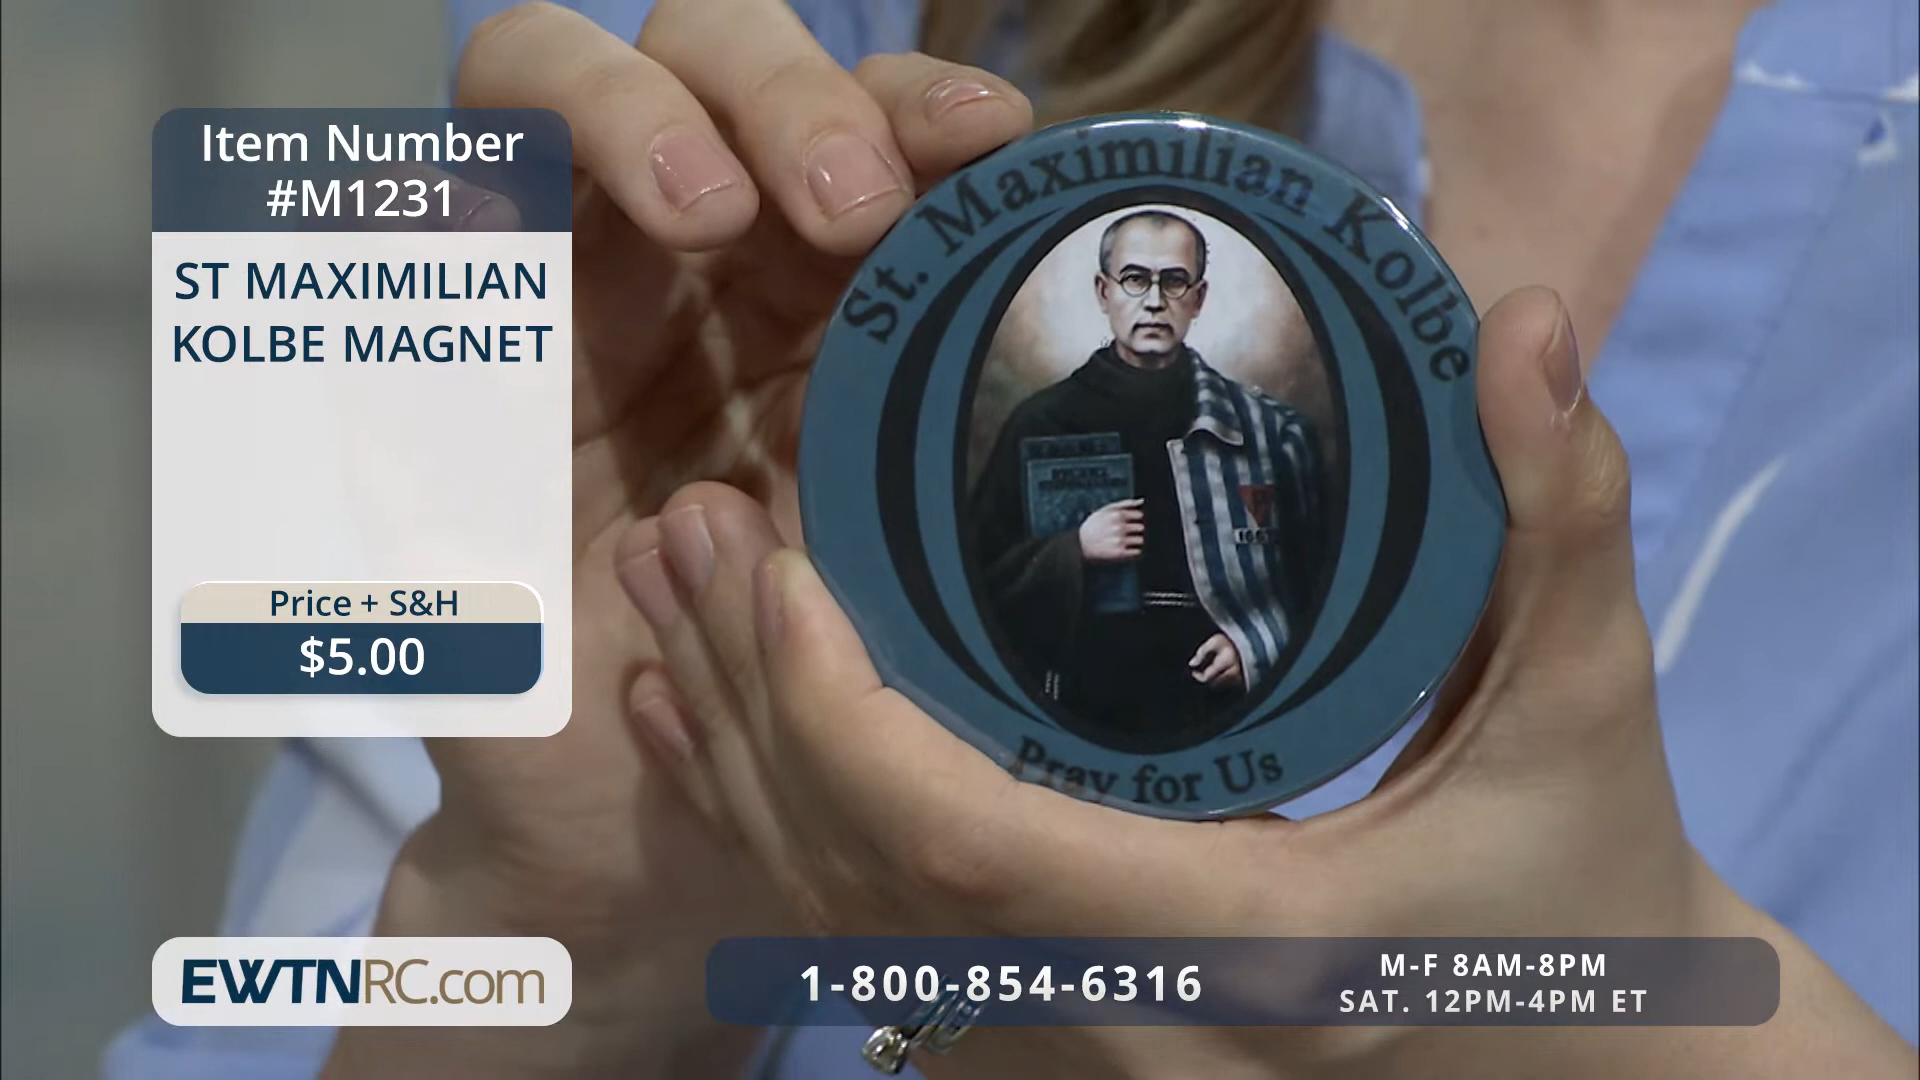 Item Number
#M1231
ST MAXIMILIAN
KOLBE MAGNET
Price + S&H
$5.00
St. Maximilian Kolbe
Pray for Us
EWTNRC.com
1-800-854-6316
M-F 8AM-8PM
SAT. 12PM-4PM ET